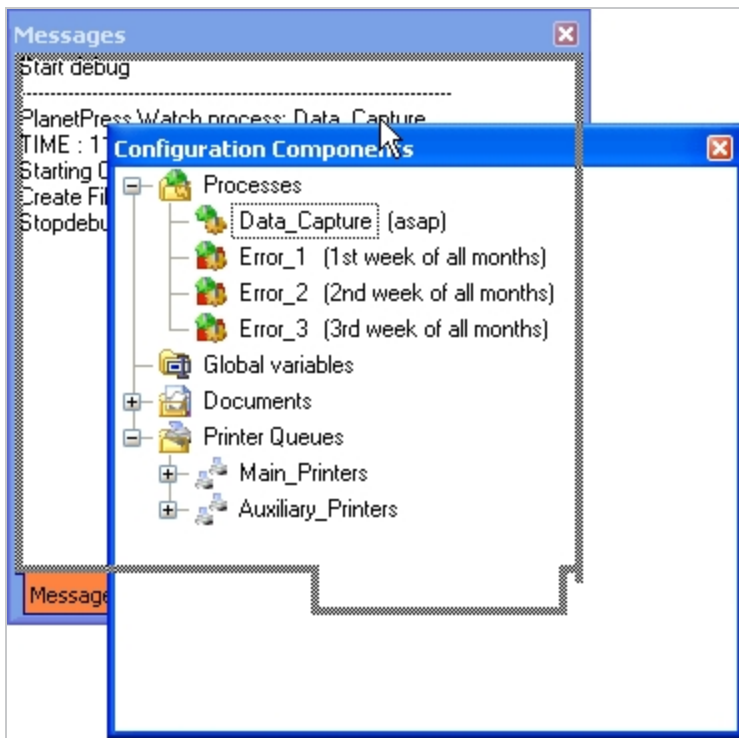 Messages
Start debug
PlanetPress Watch process: Data_Capture
TIME : 1
Starting
Create Fil
Stopdebu
Message
Configuration Components
Processes
Data_Capture (asap)
Error_1 (1st week of all months)
Error_2 (2nd week of all months)
Error_3 (3rd week of all months)
Global variables
Documents
Printer Queues
Main_Printers
Auxiliary_Printers